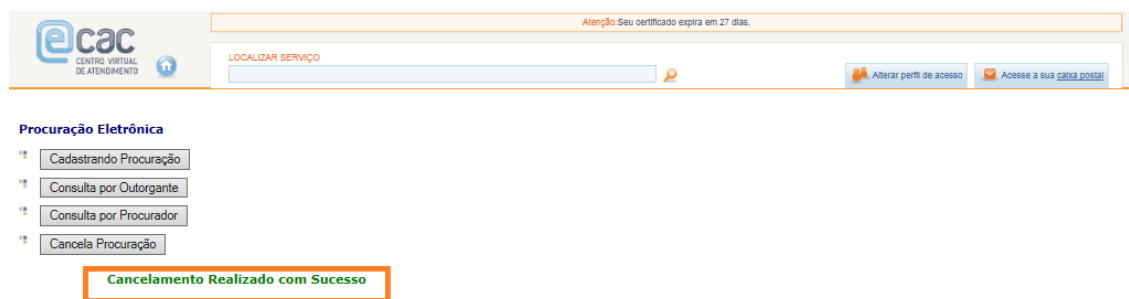 Atenção:Seu certificado expira em 27 dias.
ecac
CENTRO VIRTUAL
DE ATENDIMENTO
LOCALIZAR SERVIÇO
Alterar perfil de acesso
Acesse a sua caixa postal
Procuração Eletrônica
Cadastrando Procuração
Consulta por Outorgante
Consulta por Procurador
Cancela Procuração
Cancelamento Realizado com Sucesso